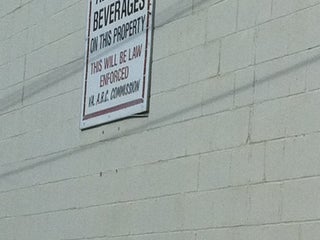 BEVERAGES
ON THIS PROPERTY
THIS WILL BE LAW
ENFORCED
VA. A.B.C. COMMISSION